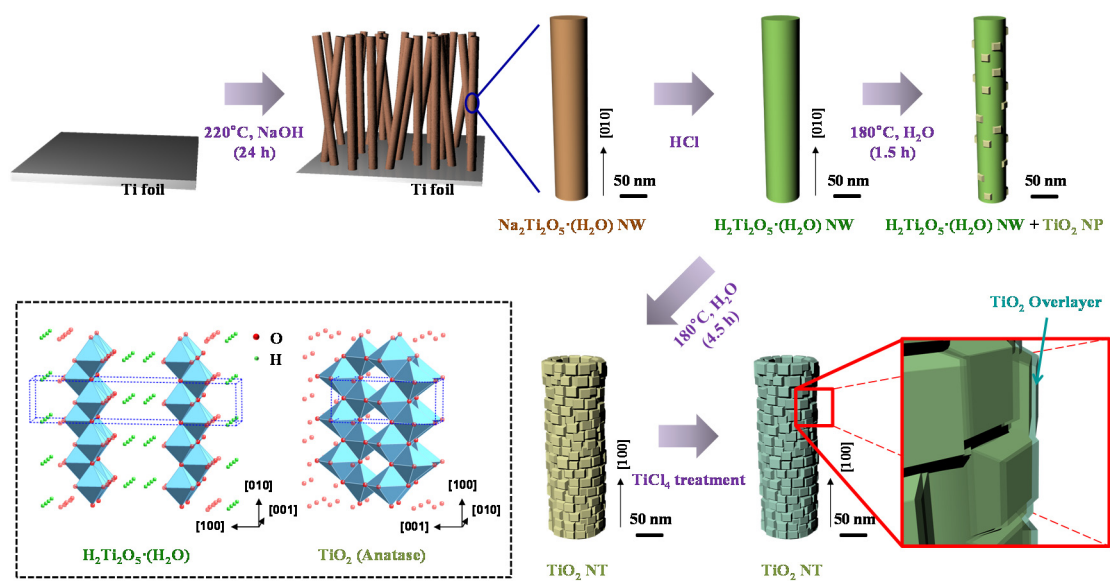 220°C, NaOH
(24 h)
Ti foil
Ti foil
[010]
50 nm
Na₂Ti₂O₅·(H₂O) NW
HCl
[010]
50 nm
H₂Ti₂O₅·(H₂O) NW
180°C, H₂O
(1.5 h)
50 nm
H₂Ti₂O₅·(H₂O) NW + TiO₂ NP
180°C, H₂O
(4.5 h)
O
H
[010]
[001]
[100]
H₂Ti₂O₅·(H₂O)
[100]
[010]
[001]
TiO₂ (Anatase)
[100]
50 nm
TiO₂ NT
TiCl₄ treatment
[100]
50 nm
TiO₂ NT
TiO₂ Overlayer